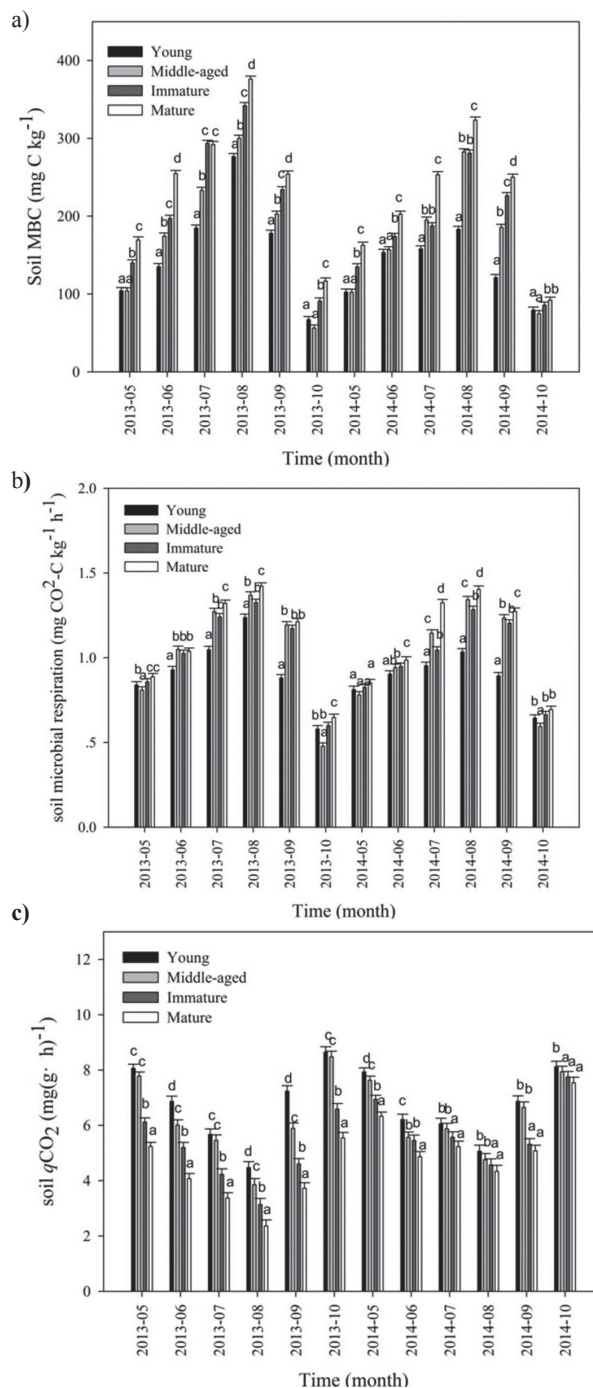 a)
Young
Middle-aged
Immature
Mature
Soil MBC (mg C kg-1)
400
300
200
100
0
a a b c
a b c d
a b c c
a b c d
a b c d
a a b c
a a b c
a a b c
a b b c
a b b c
a b c d
a a b b
2013-05
2013-06
2013-07
2013-08
2013-09
2013-10
2014-05
2014-06
2014-07
2014-08
2014-09
2014-10
Time (month)
b)
Young
Middle-aged
Immature
Mature
soil microbial respiration (mg CO2-C kg-1 h-1)
2.0
1.5
1.0
.5
0.0
b a c c
a b b b
a b b c
a b b c
a b b b
b a b c
a a a a
a b b b
a c b d
a c b d
a b b c
b a b b
2013-05
2013-06
2013-07
2013-08
2013-09
2013-10
2014-05
2014-06
2014-07
2014-08
2014-09
2014-10
Time (month)
c)
Young
Middle-aged
Immature
Mature
soil qCO2 (mg(g· h)-1)
12
10
8
6
4
2
0
c c b a
d c b a
c c b a
d c b a
d c b a
c c b a
d c b a
c b b a
b b a a
b b a a
b b a a
b a a a
2013-05
2013-06
2013-07
2013-08
2013-09
2013-10
2014-05
2014-06
2014-07
2014-08
2014-09
2014-10
Time (month)